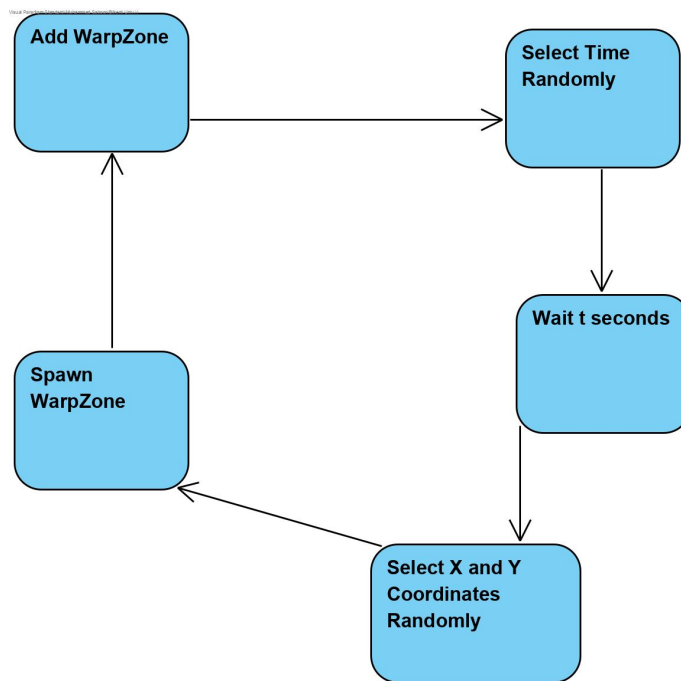 Add WarpZone
Select Time
Randomly
Wait t seconds
Spawn
WarpZone
Select X and Y
Coordinates
Randomly